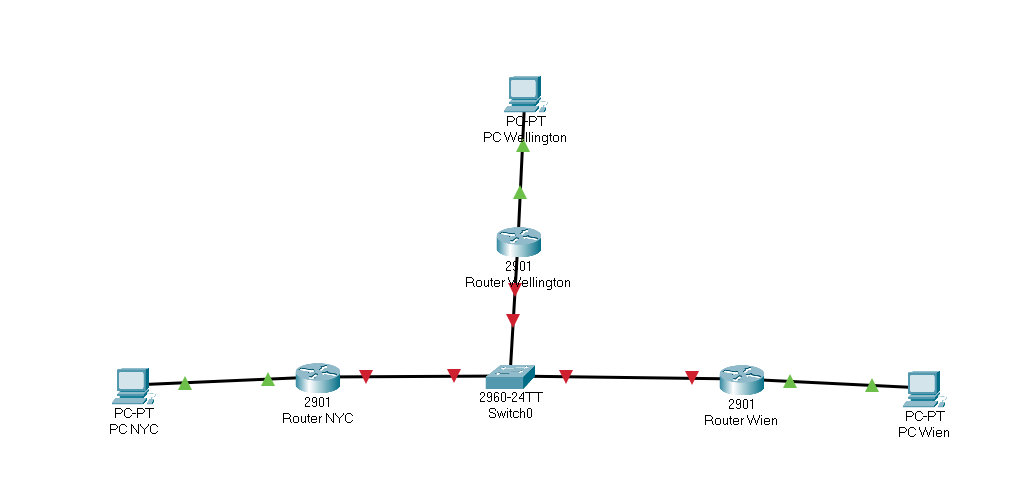 PC-PT
PC Wellington
2901
Router Wellington
PC-PT
PC NYC
2901
Router NYC
2960-24TT
Switch0
2901
Router Wien
PC-PT
PC Wien